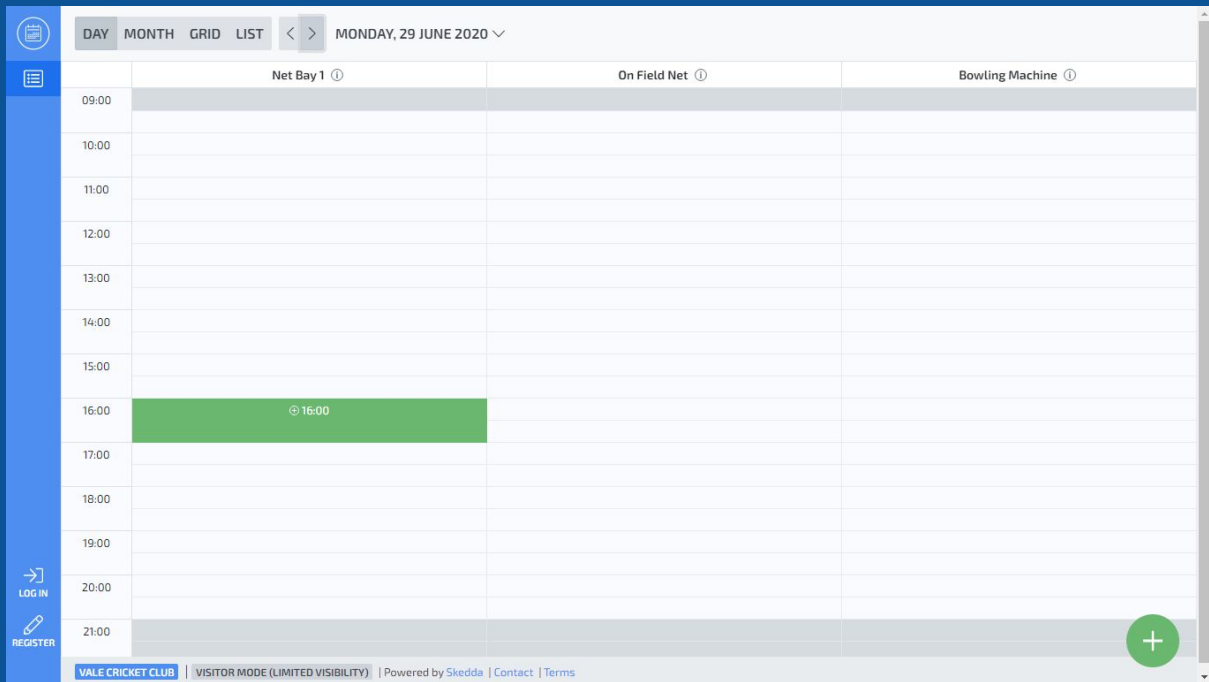 DAY MONTH GRID LIST < > MONDAY, 29 JUNE 2020
Net Bay 1 On Field Net Bowling Machine
09:00
10:00
11:00
12:00
13:00
14:00
15:00
16:00 16:00
17:00
18:00
19:00
20:00
21:00
LOG IN
REGISTER
VALE CRICKET CLUB | VISITOR MODE (LIMITED VISIBILITY) | Powered by Skedda | Contact | Terms